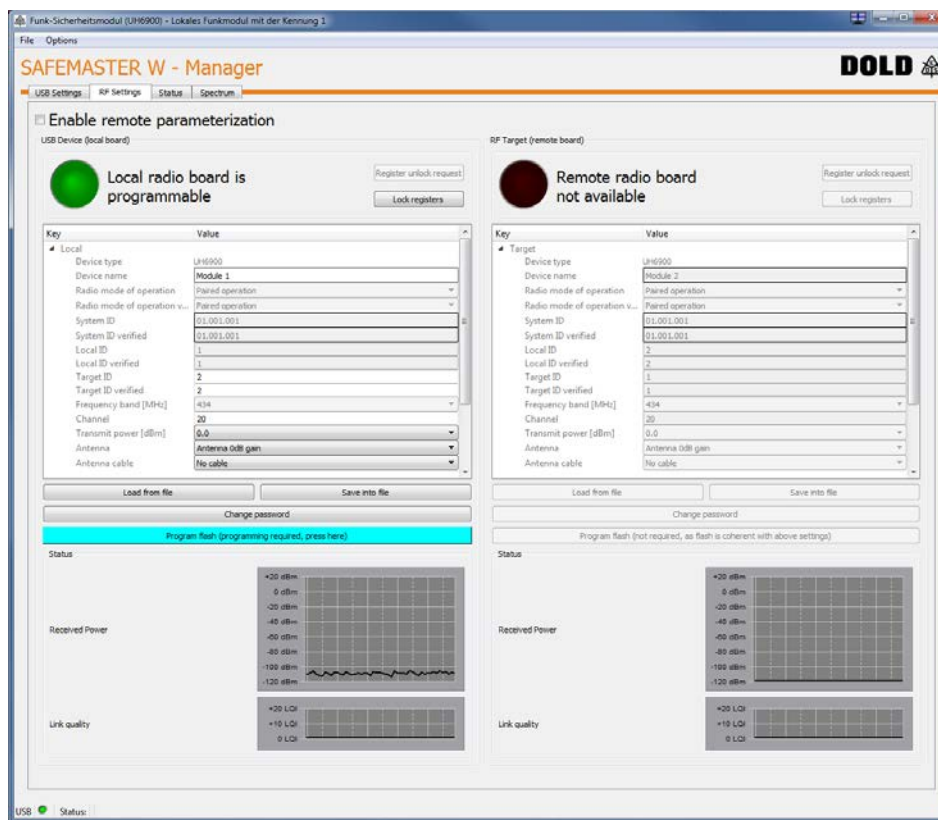 Funk-Sicherheitsmodul (UH6900) - Lokales Funkmodul mit der Kennung 1
File Options
SAFEMASTER W - Manager
DOLD
USB Settings RF Settings Status Spectrum
Enable remote parameterization
USB Device (local board)
Local radio board is
programmable
Register unlock request
Lock registers
Key Value
Local
Device type UH6900
Device name Module 1
Radio mode of operation Paired operation
Radio mode of operation v... Paired operation
System ID 01.001.001
System ID verified 01.001.001
Local ID 1
Local ID verified 1
Target ID 2
Target ID verified 2
Frequency band [MHz] 434
Channel 20
Transmit power [dBm] 0.0
Antenna Antenna 0dB gain
Antenna cable No cable
Load from file Save into file
Change password
Program flash (programming required, press here)
Status
Received Power
+20 dBm
0 dBm
-20 dBm
-40 dBm
-60 dBm
-80 dBm
-100 dBm
-120 dBm
Link quality
+20 LQI
+10 LQI
0 LQI
RF Target (remote board)
Remote radio board
not available
Register unlock request
Lock registers
Key Value
Target
Device type UH6900
Device name Module 2
Radio mode of operation Paired operation
Radio mode of operation v... Paired operation
System ID 01.001.001
System ID verified 01.001.001
Local ID 2
Local ID verified 2
Target ID 1
Target ID verified 1
Frequency band [MHz] 434
Channel 20
Transmit power [dBm] 0.0
Antenna Antenna 0dB gain
Antenna cable No cable
Load from file Save into file
Change password
Program flash (not required, as flash is coherent with above settings)
Status
Received Power
+20 dBm
0 dBm
-20 dBm
-40 dBm
-60 dBm
-80 dBm
-100 dBm
-120 dBm
Link quality
+20 LQI
+10 LQI
0 LQI
USB Status: